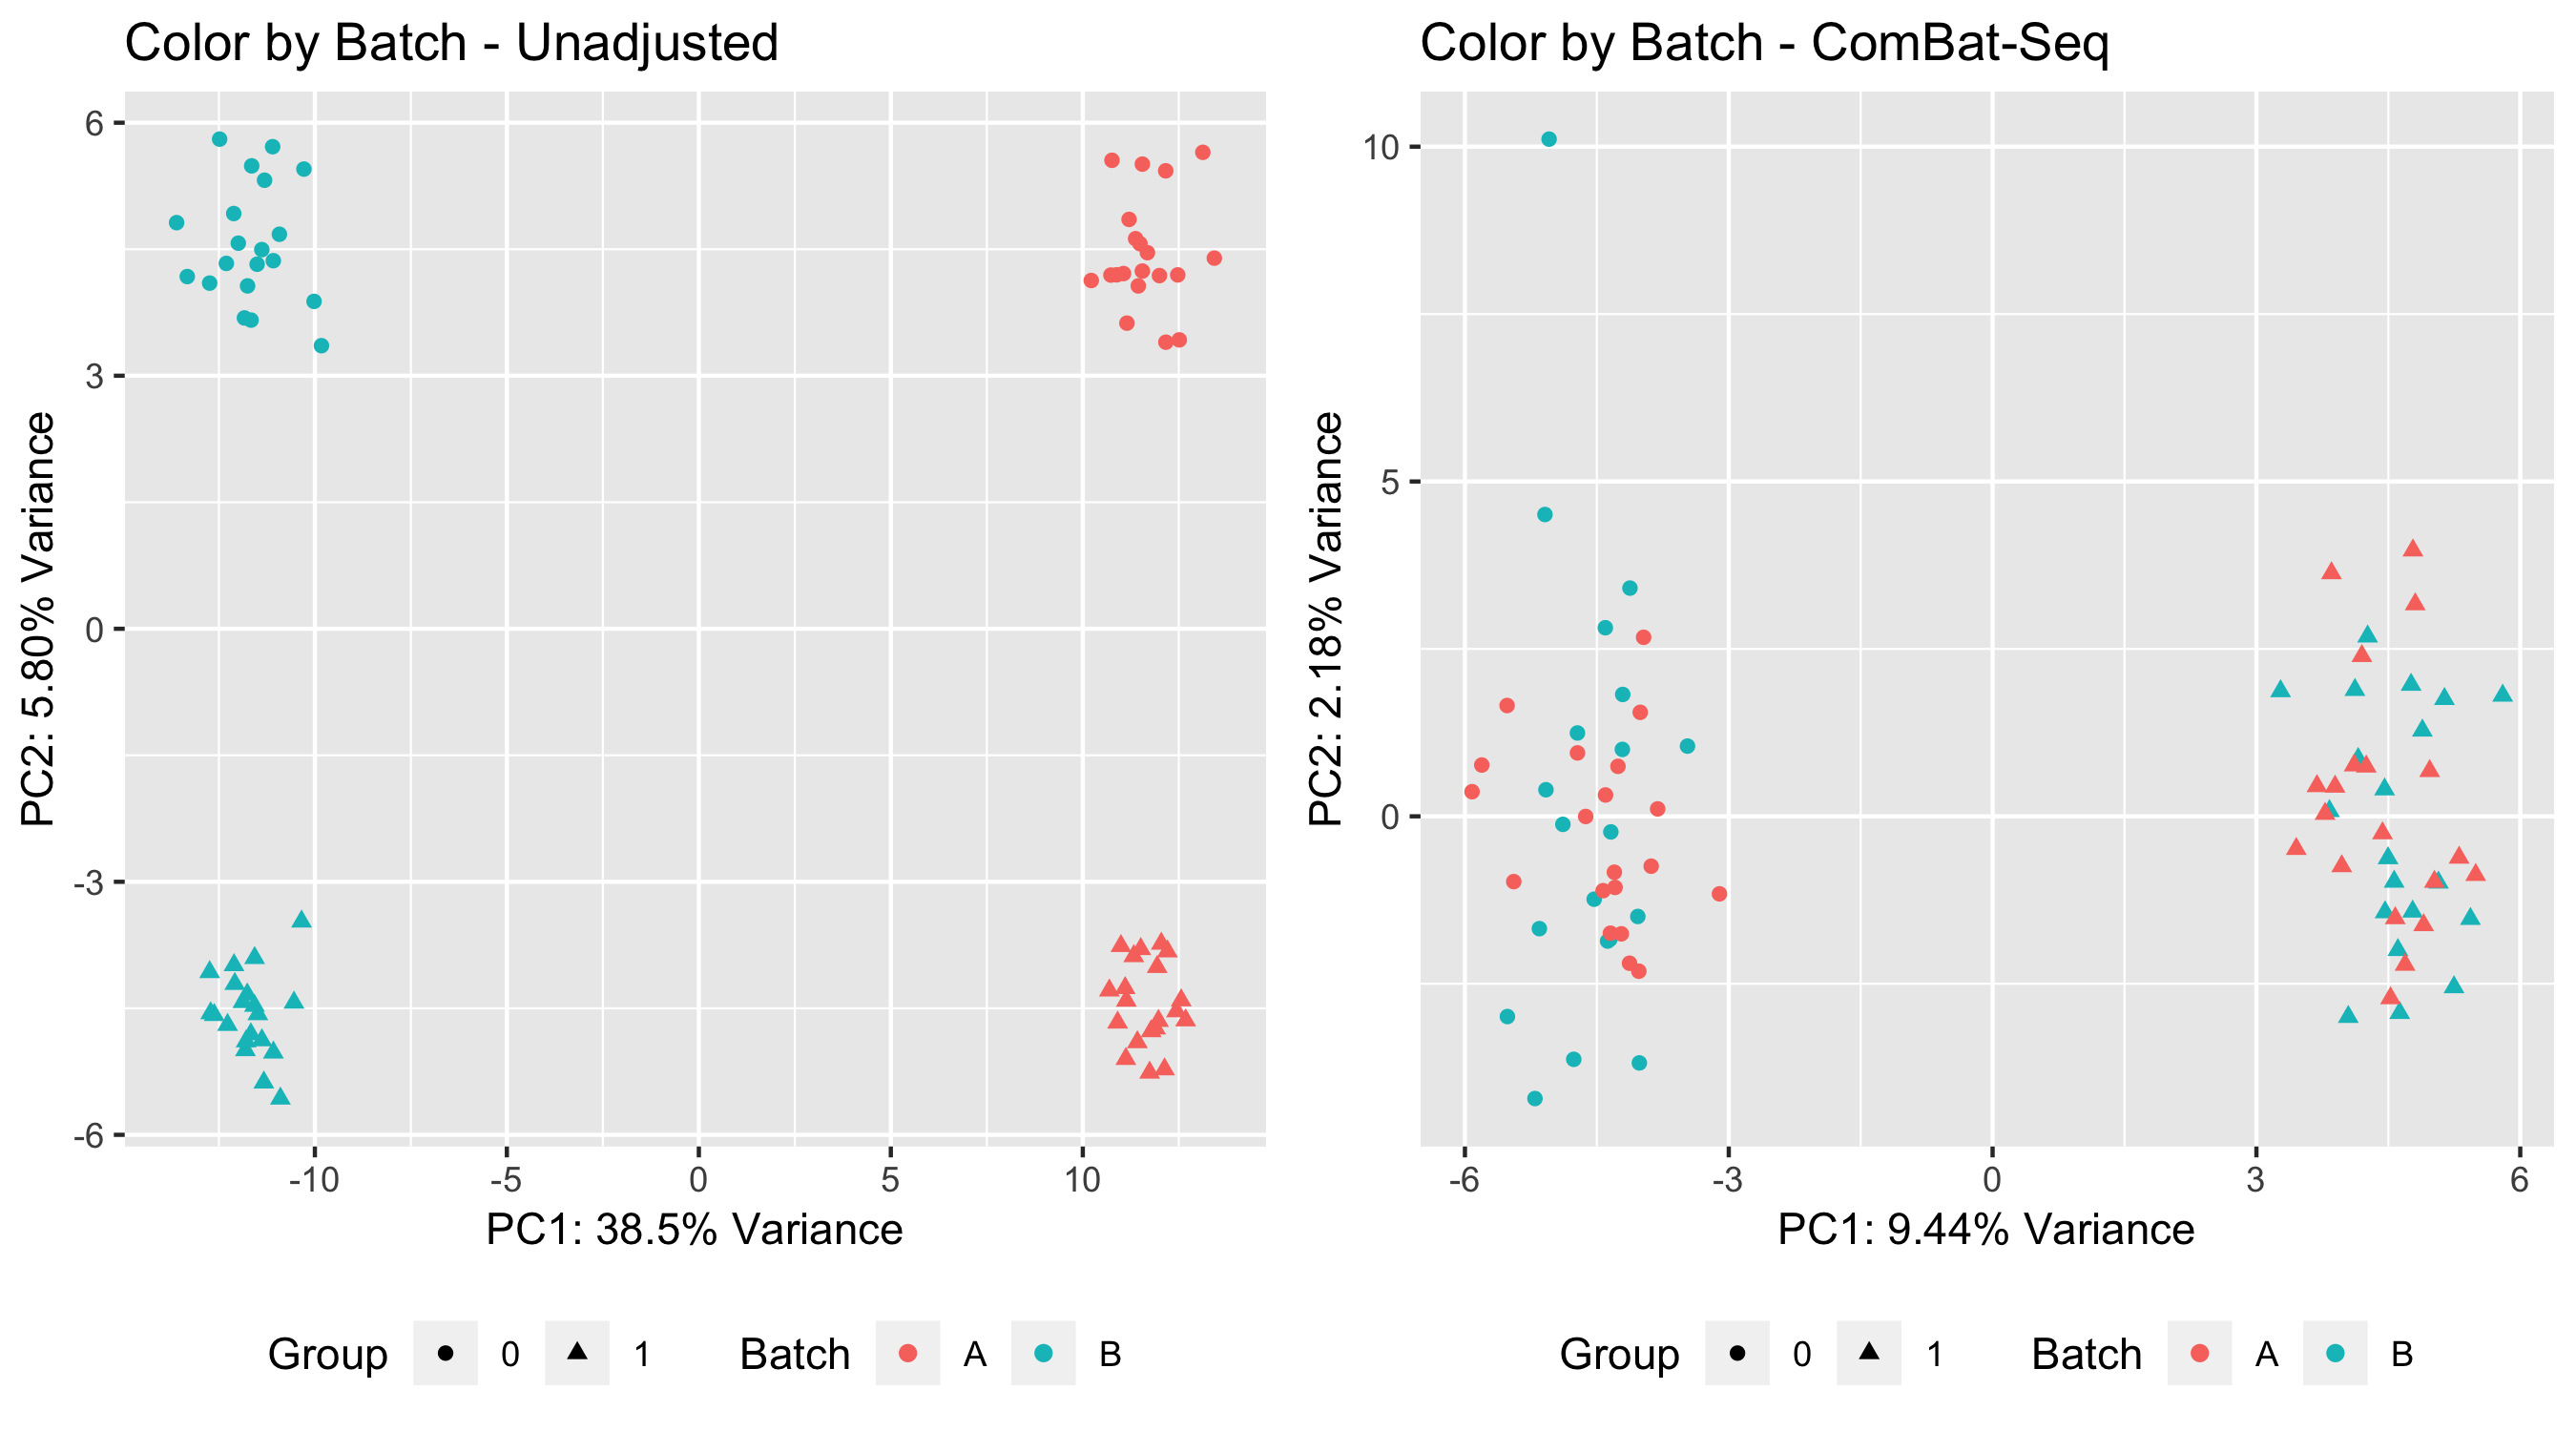 Color by Batch - Unadjusted
6
3
0
-3
-6
PC2: 5.80% Variance
-10 -5 0 5 10
PC1: 38.5% Variance
Group 0 1 Batch A B
Color by Batch - ComBat-Seq
10
5
0
PC2: 2.18% Variance
-6 -3 0 3 6
PC1: 9.44% Variance
Group 0 1 Batch A B